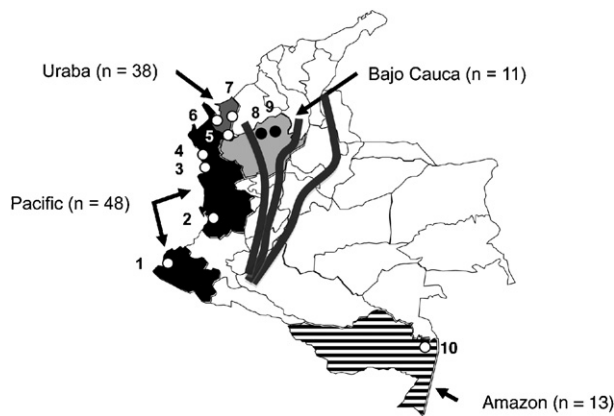 Uraba (n = 38)
Bajo Cauca (n = 11)
7
9
6
8
5
4
3
Pacific (n = 48)
2
1
10
Amazon (n = 13)